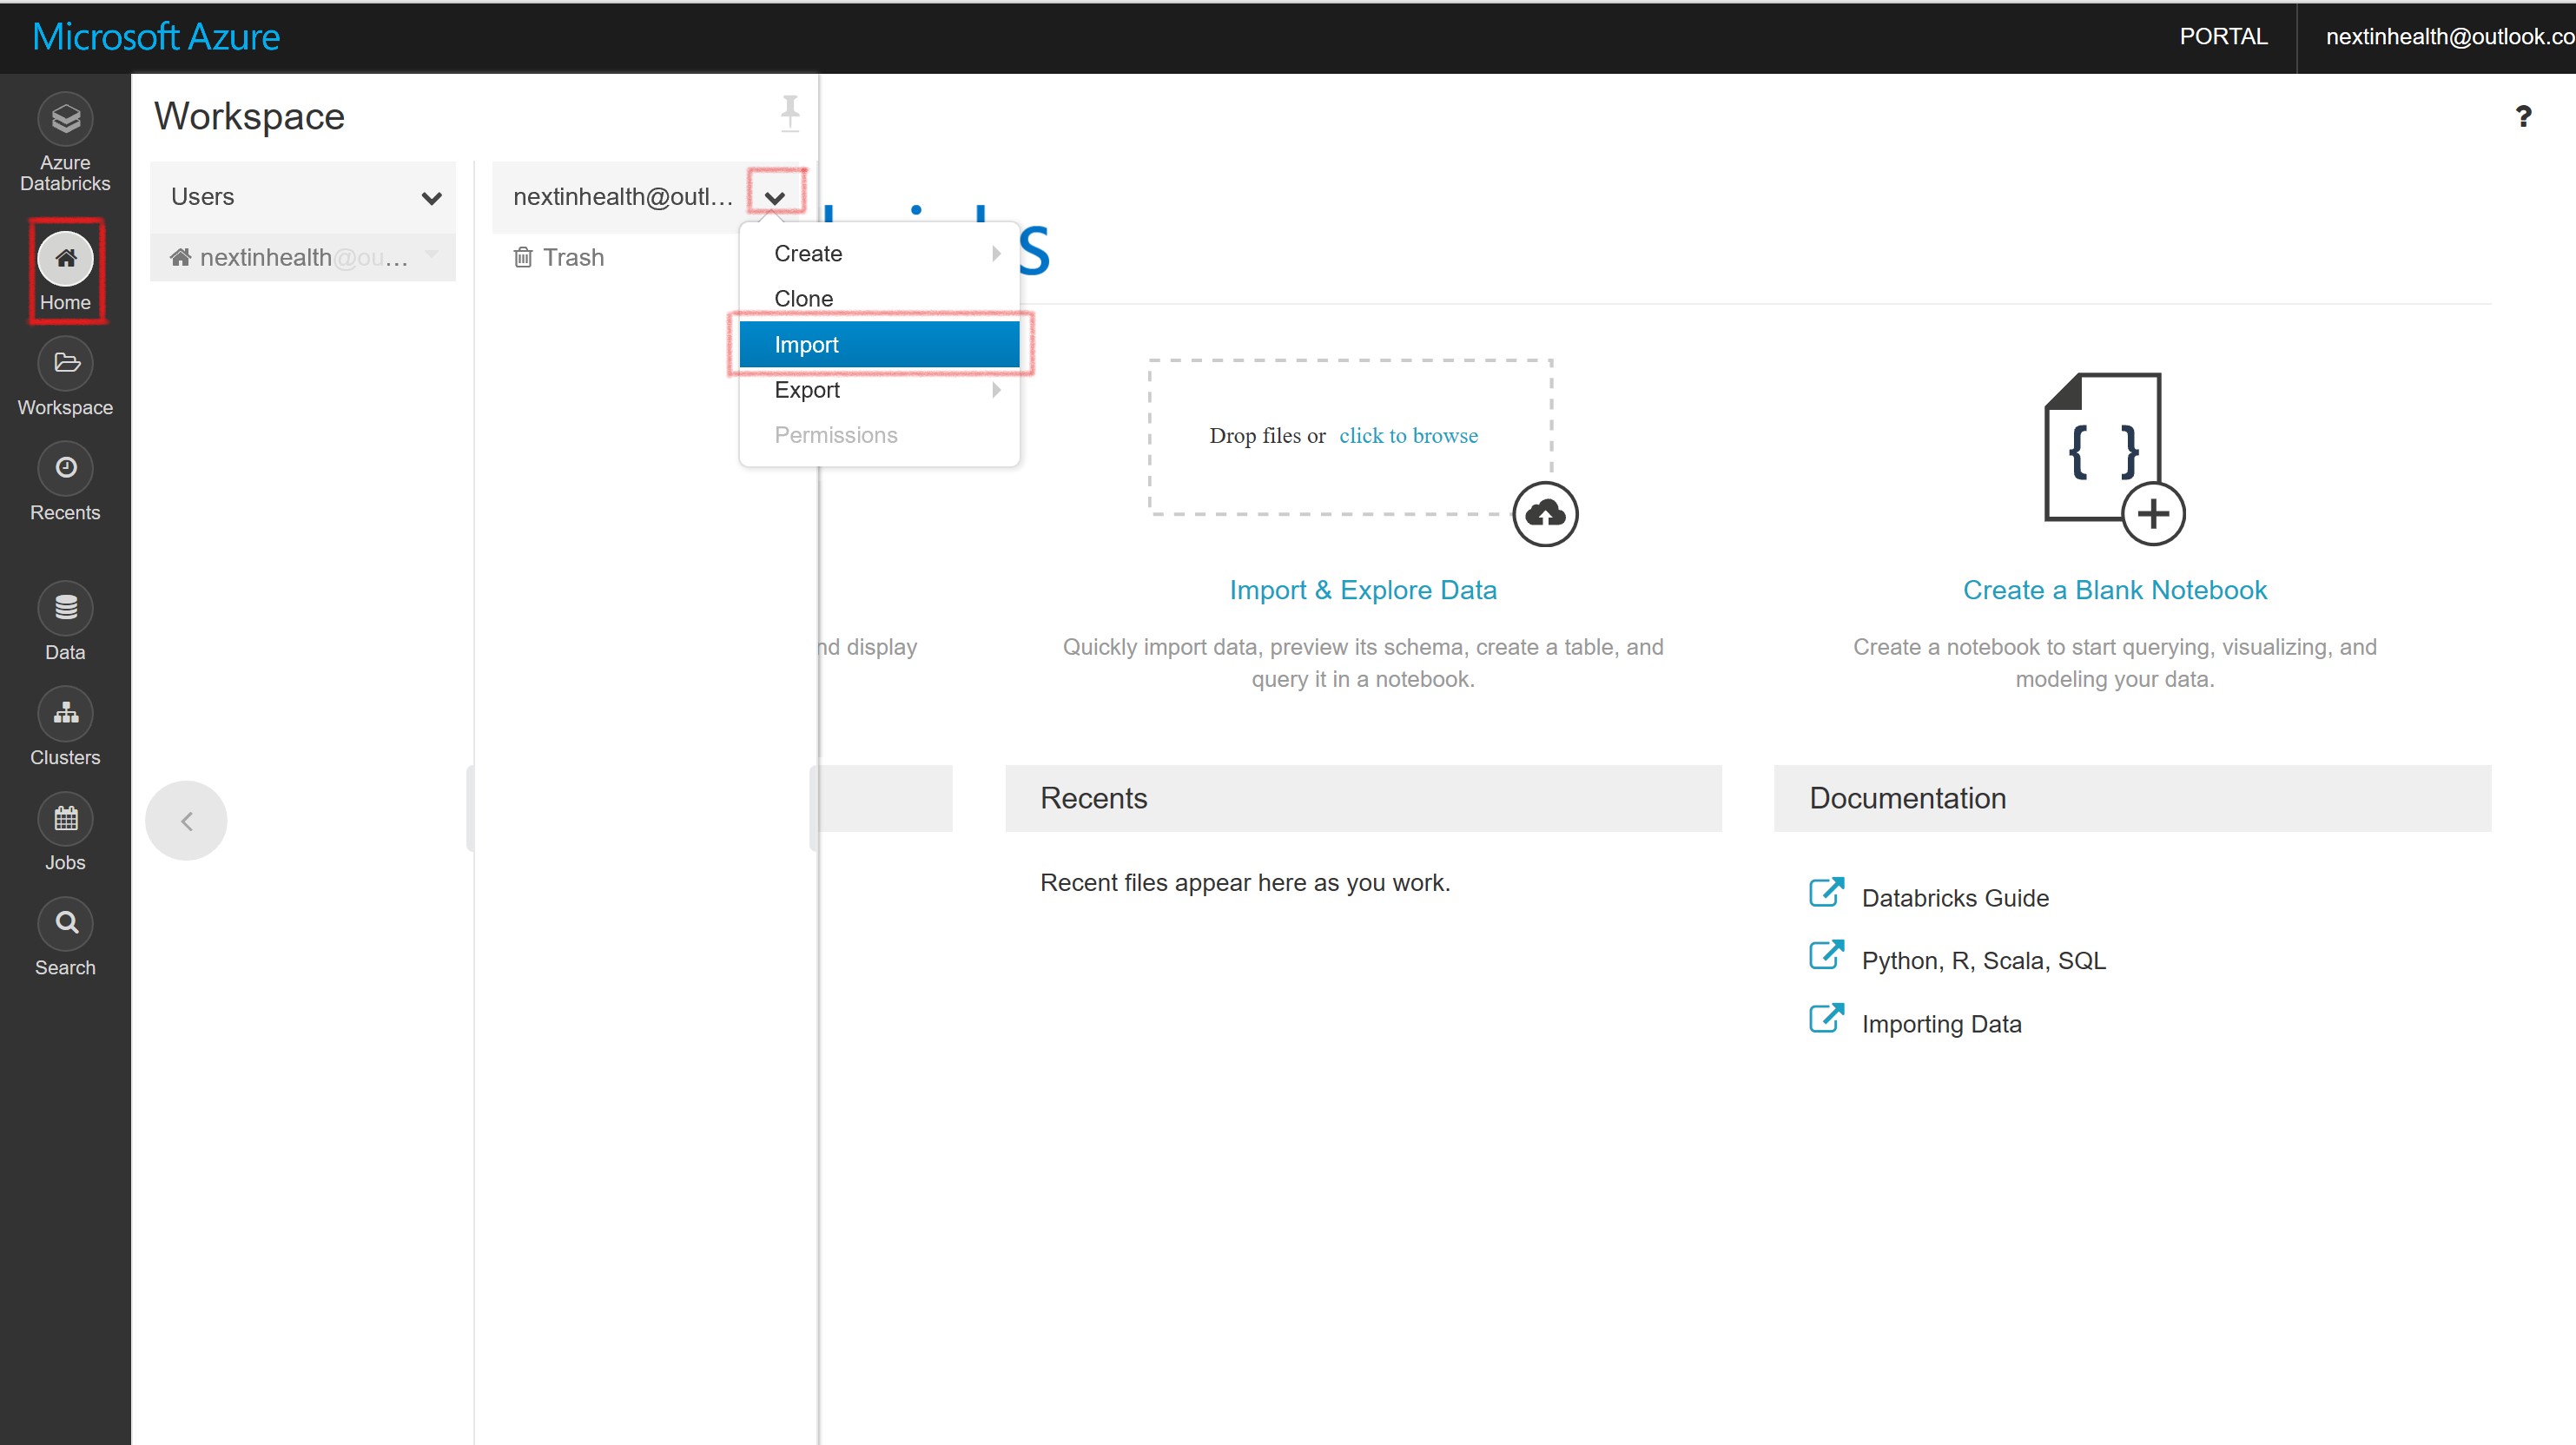 Microsoft Azure
PORTAL
nextinhealth@outlook.co
Azure
Databricks
Home
Workspace
Recents
Data
Clusters
Jobs
Search
Workspace
Users
nextinhealth@ou...
nextinhealth@outl...
Trash
Create
Clone
Import
Export
Permissions
?
s
Drop files or click to browse
{ }
Import & Explore Data
Create a Blank Notebook
nd display
Quickly import data, preview its schema, create a table, and
query it in a notebook.
Create a notebook to start querying, visualizing, and
modeling your data.
Recents
Recent files appear here as you work.
Documentation
Databricks Guide
Python, R, Scala, SQL
Importing Data